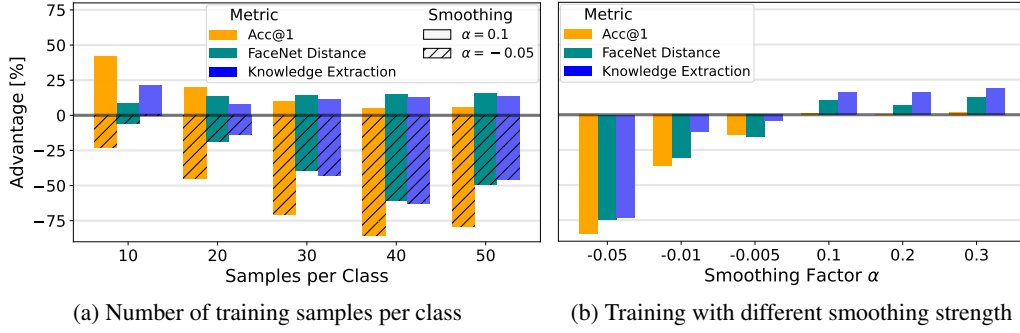 Advantage [%]
75
50
25
0
−25
−50
−75
Metric
Acc@1
FaceNet Distance
Knowledge Extraction
Smoothing
α = 0.1
α = −0.05
10 20 30 40 50
Samples per Class
(a) Number of training samples per class
Metric
Acc@1
FaceNet Distance
Knowledge Extraction
-0.05 -0.01 -0.005 0.1 0.2 0.3
Smoothing Factor α
(b) Training with different smoothing strength